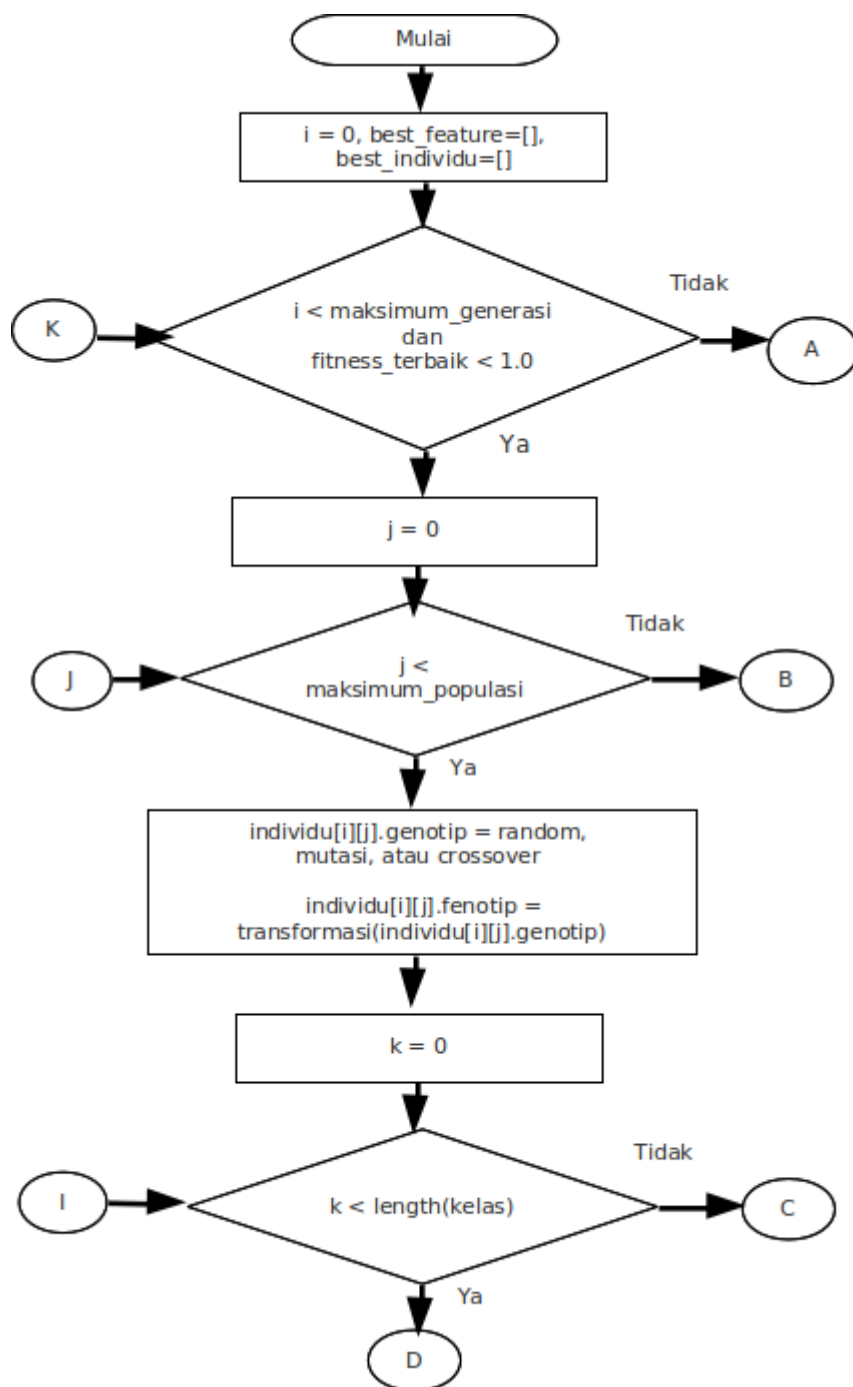 Mulai
i = 0, best_feature=[],
best_individu=[]
Tidak
K
i < maksimum_generasi
dan
fitness_terbaik < 1.0
A
Ya
j = 0
Tidak
J
j <
maksimum_populasi
B
Ya
individu[i][j].genotip = random,
mutasi, atau crossover
individu[i][j].fenotip =
transformasi(individu[i][j].genotip)
k = 0
Tidak
I
k < length(kelas)
C
Ya
D